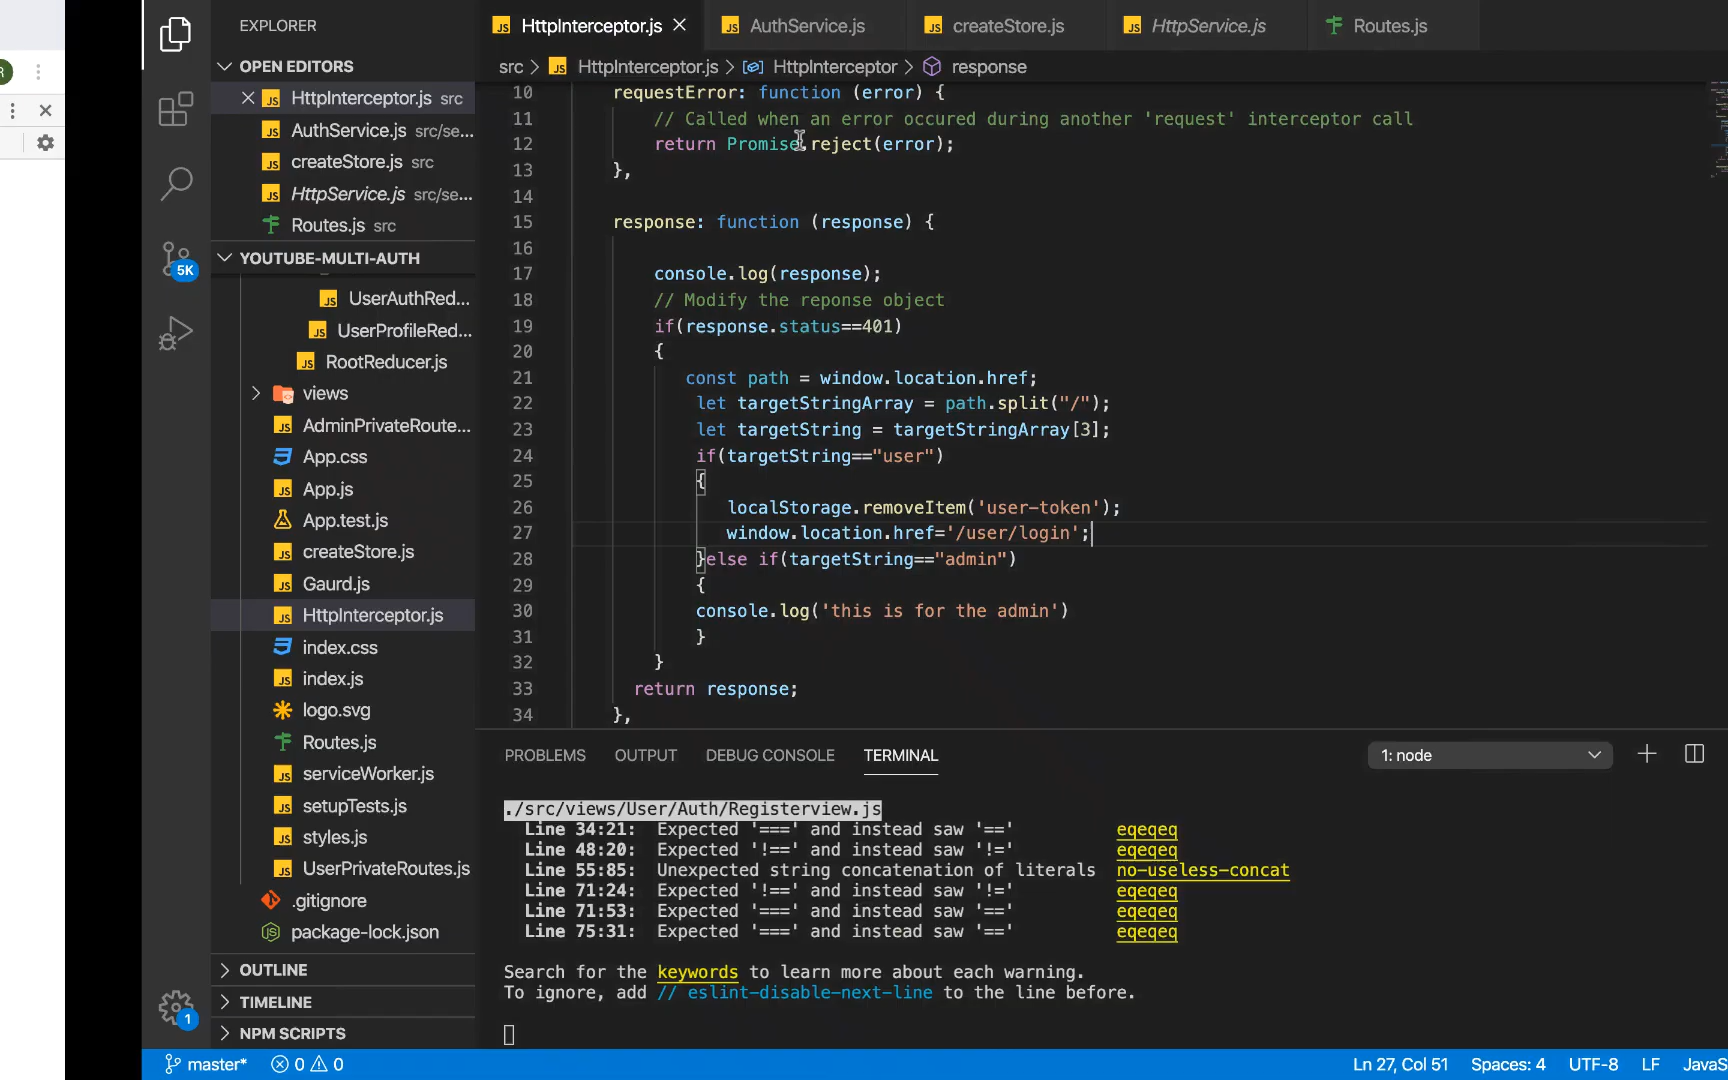 EXPLORER
HttpInterceptor.js
AuthService.js
createStore.js
HttpService.js
Routes.js
OPEN EDITORS
src > HttpInterceptor.js > HttpInterceptor > response
HttpInterceptor.js src
AuthService.js src/se...
createStore.js src
HttpService.js src/se...
Routes.js src
YOUTUBE-MULTI-AUTH
5K
UserAuthRed...
UserProfileRed...
RootReducer.js
views
AdminPrivateRoute...
App.css
App.js
App.test.js
createStore.js
Gaurd.js
HttpInterceptor.js
index.css
index.js
logo.svg
Routes.js
serviceWorker.js
setupTests.js
styles.js
UserPrivateRoutes.js
.gitignore
package-lock.json
OUTLINE
TIMELINE
NPM SCRIPTS
1
10 requestError: function (error) {
11 // Called when an error occured during another 'request' interceptor call
12 return Promise.reject(error);
13 },
14
15 response: function (response) {
16
17 console.log(response);
18 // Modify the reponse object
19 if(response.status==401)
20 {
21 const path = window.location.href;
22 let targetStringArray = path.split("/");
23 let targetString = targetStringArray[3];
24 if(targetString=="user")
25 {
26 localStorage.removeItem('user-token');
27 window.location.href='/user/login';
28 }else if(targetString=="admin")
29 {
30 console.log('this is for the admin')
31 }
32 }
33 return response;
34 },
PROBLEMS OUTPUT DEBUG CONSOLE TERMINAL
1: node
./src/views/User/Auth/Registerview.js
Line 34:21: Expected '===' and instead saw '==' eqeqeq
Line 48:20: Expected '!==' and instead saw '!=' eqeqeq
Line 55:85: Unexpected string concatenation of literals no-useless-concat
Line 71:24: Expected '!==' and instead saw '!=' eqeqeq
Line 71:53: Expected '===' and instead saw '==' eqeqeq
Line 75:31: Expected '===' and instead saw '==' eqeqeq
Search for the keywords to learn more about each warning.
To ignore, add // eslint-disable-next-line to the line before.
master* 0 0
Ln 27, Col 51 Spaces: 4 UTF-8 LF JavaS